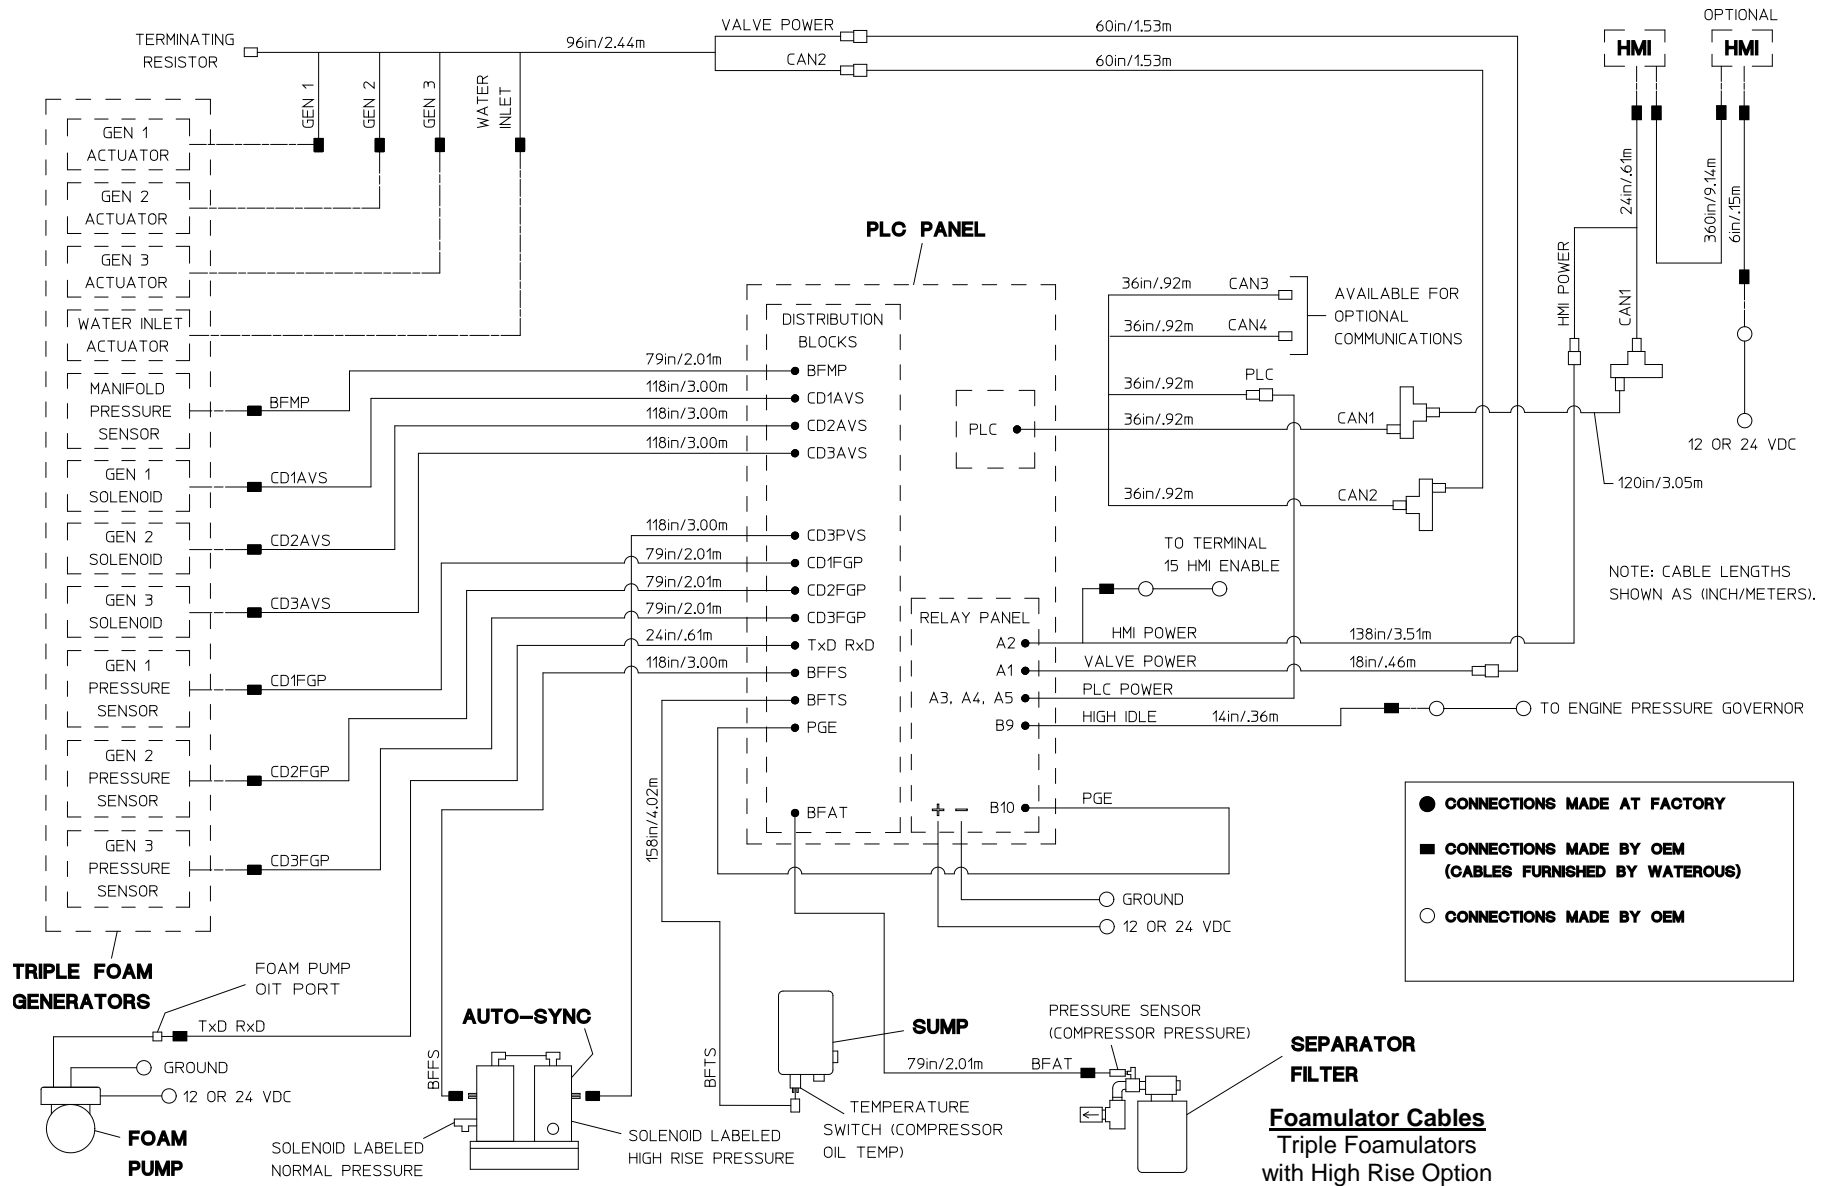 TERMINATING
RESISTOR
96in/2.44m
VALVE POWER
60in/1.53m
CAN2
60in/1.53m
OPTIONAL
HMI
HMI
GEN 1
GEN 2
GEN 3
WATER
INLET
24in/.61m
360in/9.14m
6in/.15m
HMI POWER
CAN1
12 OR 24 VDC
GEN 1
ACTUATOR
GEN 2
ACTUATOR
GEN 3
ACTUATOR
WATER INLET
ACTUATOR
MANIFOLD
PRESSURE
SENSOR
BFMP
GEN 1
SOLENOID
CD1AVS
GEN 2
SOLENOID
CD2AVS
GEN 3
SOLENOID
CD3AVS
GEN 1
PRESSURE
SENSOR
CD1FGP
GEN 2
PRESSURE
SENSOR
CD2FGP
GEN 3
PRESSURE
SENSOR
CD3FGP
TRIPLE FOAM
GENERATORS
79in/2.01m
118in/3.00m
118in/3.00m
118in/3.00m
118in/3.00m
79in/2.01m
79in/2.01m
79in/2.01m
24in/.61m
118in/3.00m
158in/4.02m
PLC PANEL
DISTRIBUTION
BLOCKS
BFMP
CD1AVS
CD2AVS
CD3AVS
CD3PVS
CD1FGP
CD2FGP
CD3FGP
TxD RxD
BFFS
BFTS
PGE
BFAT
PLC
RELAY PANEL
A2
A1
A3, A4, A5
B9
B10
+ −
36in/.92m CAN3
36in/.92m CAN4
AVAILABLE FOR
OPTIONAL
COMMUNICATIONS
36in/.92m PLC
36in/.92m CAN1
36in/.92m CAN2
120in/3.05m
TO TERMINAL
15 HMI ENABLE
HMI POWER 138in/3.51m
VALVE POWER 18in/.46m
PLC POWER
HIGH IDLE 14in/.36m
TO ENGINE PRESSURE GOVERNOR
PGE
GROUND
12 OR 24 VDC
NOTE: CABLE LENGTHS
SHOWN AS (INCH/METERS).
CONNECTIONS MADE AT FACTORY
CONNECTIONS MADE BY OEM
(CABLES FURNISHED BY WATEROUS)
CONNECTIONS MADE BY OEM
FOAM PUMP
OIT PORT
TxD RxD
GROUND
12 OR 24 VDC
FOAM
PUMP
AUTO-SYNC
BFFS
SOLENOID LABELED
NORMAL PRESSURE
SOLENOID LABELED
HIGH RISE PRESSURE
BFTS
SUMP
TEMPERATURE
SWITCH (COMPRESSOR
OIL TEMP)
79in/2.01m BFAT
PRESSURE SENSOR
(COMPRESSOR PRESSURE)
SEPARATOR
FILTER
Foamulator Cables
Triple Foamulators
with High Rise Option